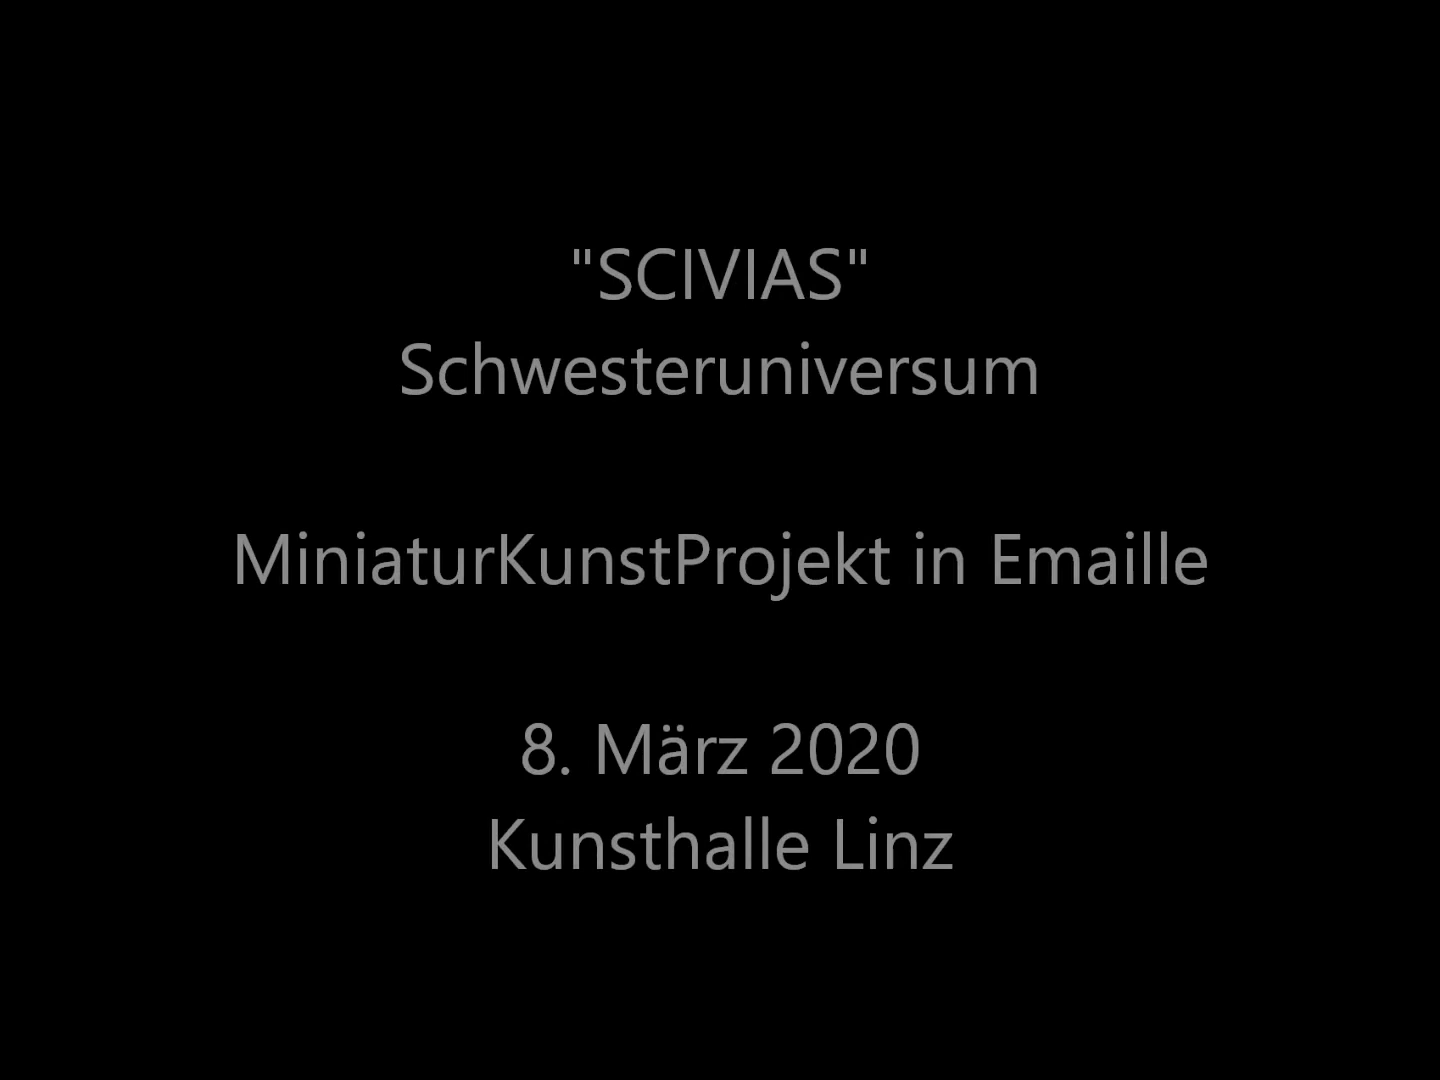 "SCIVIAS"
Schwesteruniversum
MiniaturKunstProjekt in Emaille
8. März 2020
Kunsthalle Linz